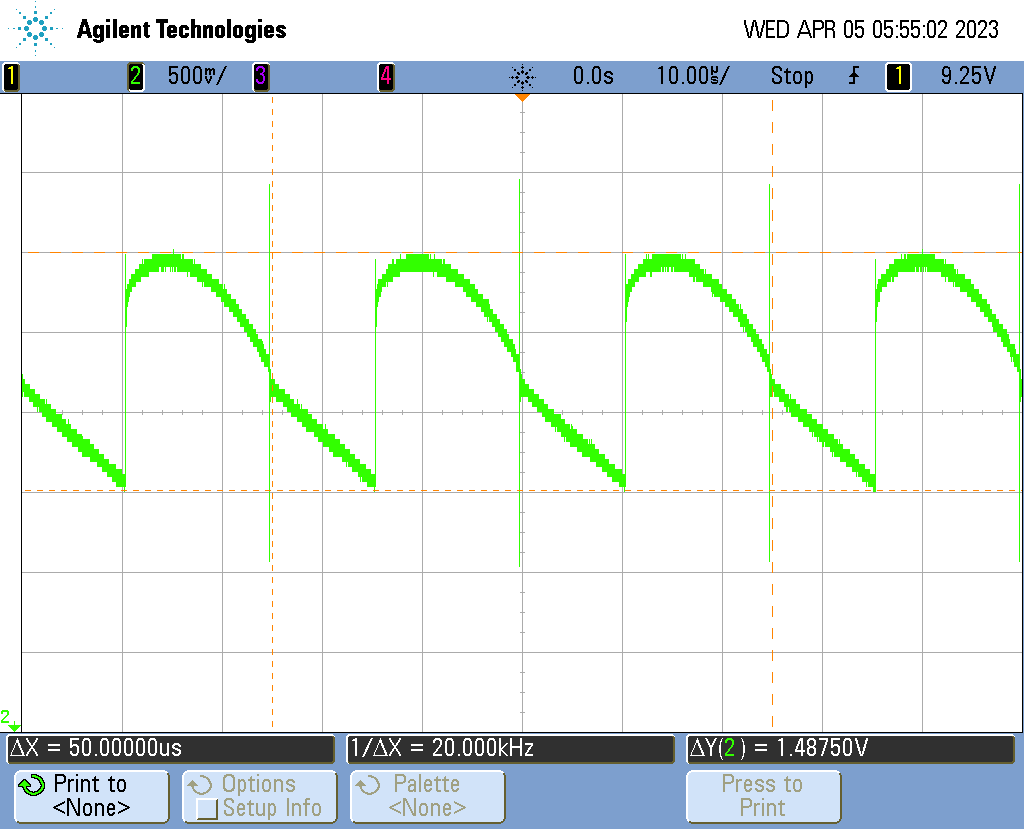 Agilent Technologies
WED APR 05 05:55:02 2023
1 2 500mV/ 3 4 0.0s 10.00us/ Stop 1 9.25V
2
ΔX = 50.00000us 1/ΔX = 20.000kHz ΔY(2) = 1.48750V
Print to
<None>
Options
Setup Info
Palette
<None>
Press to
Print